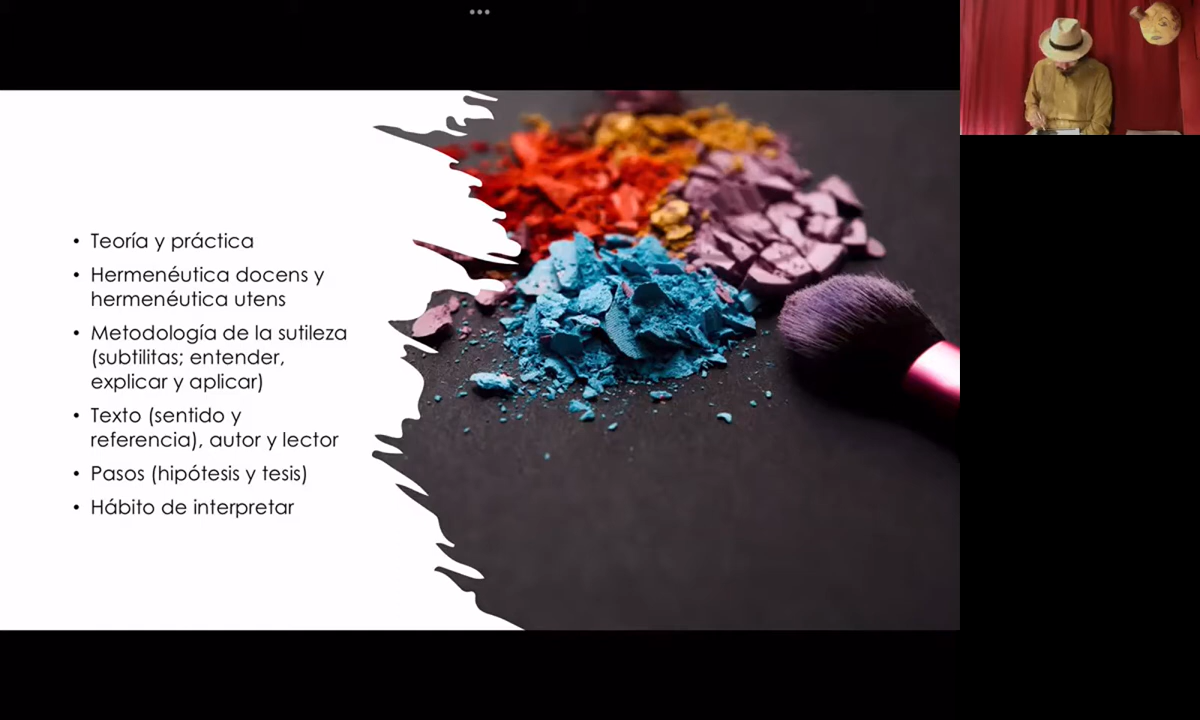 • Teoría y práctica
• Hermenéutica docens y
hermenéutica utens
• Metodología de la sutileza
(subtilitas; entender,
explicar y aplicar)
• Texto (sentido y
referencia), autor y lector
• Pasos (hipótesis y tesis)
• Hábito de interpretar